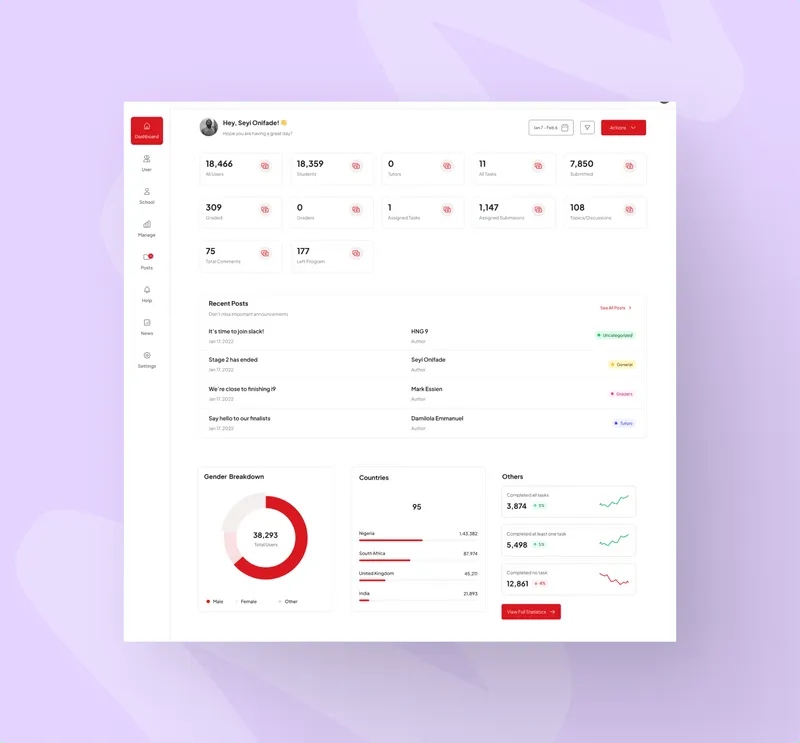 Dashboard
User
School
Manage
Posts
Help
News
Settings
Hey, Seyi Onifade! 👋
Hope you are having a great day!
Jan 7 - Feb 6
Actions
18,466
All Users
18,359
Students
0
Tutors
11
All Tasks
7,850
Submitted
309
Graded
0
Graders
1
Assigned Tasks
1,147
Assigned Submissions
108
Topics/Discussions
75
Total Comments
177
Left Program
Recent Posts
Don't miss important announcements
See All Posts
It's time to join slack!
Jan 17, 2022
HNG 9
Author
Uncategorized
Stage 2 has ended
Jan 17, 2022
Seyi Onifade
Author
General
We're close to finishing i9
Jan 17, 2022
Mark Essien
Author
Graders
Say hello to our finalists
Jan 17, 2022
Damilola Emmanuel
Author
Tutors
Gender Breakdown
38,293
Total Users
Male Female Other
Countries
95
Nigeria 1,43,382
South Africa 87,974
United Kingdom 45,211
India 21,893
Others
Completed all tasks
3,874 5%
Completed at least one task
5,498 5%
Completed no task
12,861 4%
View Full Statistics